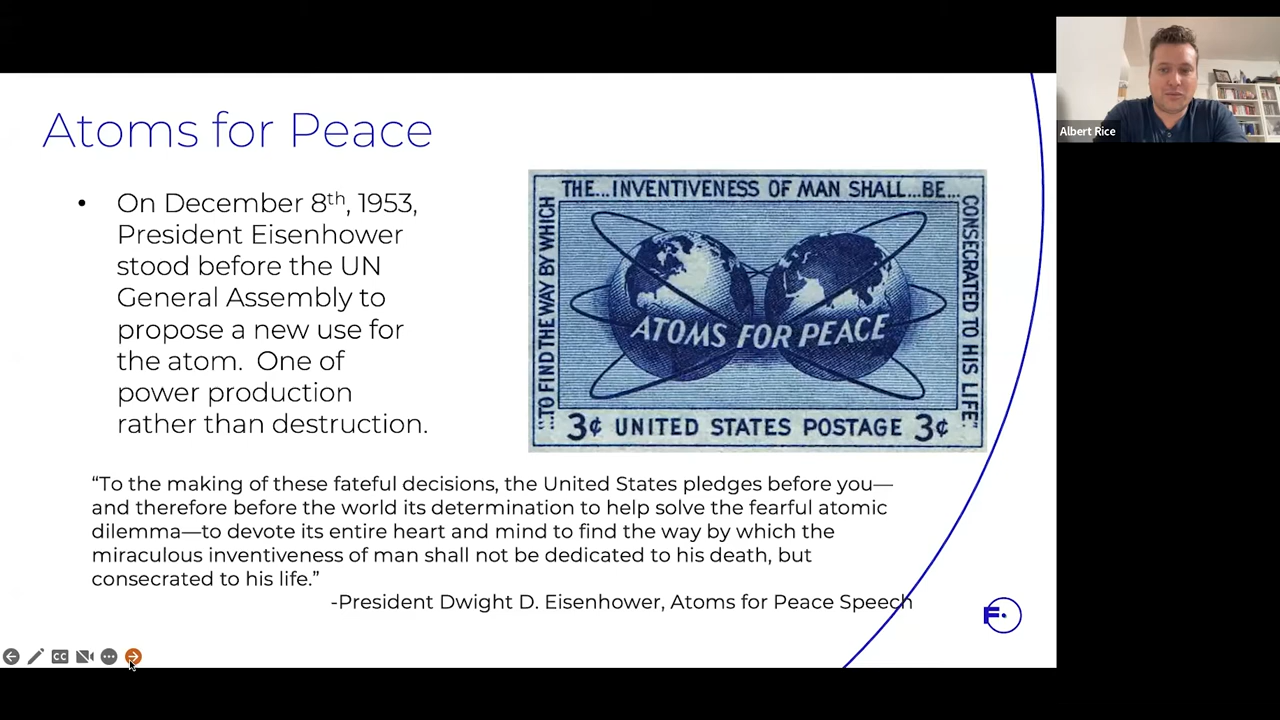 Atoms for Peace
• On December 8th, 1953,
President Eisenhower
stood before the UN
General Assembly to
propose a new use for
the atom.  One of
power production
rather than destruction.
THE...INVENTIVENESS OF MAN SHALL...BE...
"...TO FIND THE WAY BY WHICH
CONSECRATED TO HIS LIFE."
ATOMS FOR PEACE
3¢ UNITED STATES POSTAGE 3¢
“To the making of these fateful decisions, the United States pledges before you—
and therefore before the world its determination to help solve the fearful atomic
dilemma—to devote its entire heart and mind to find the way by which the
miraculous inventiveness of man shall not be dedicated to his death, but
consecrated to his life.”
-President Dwight D. Eisenhower, Atoms for Peace Speech
F
CC
Albert Rice